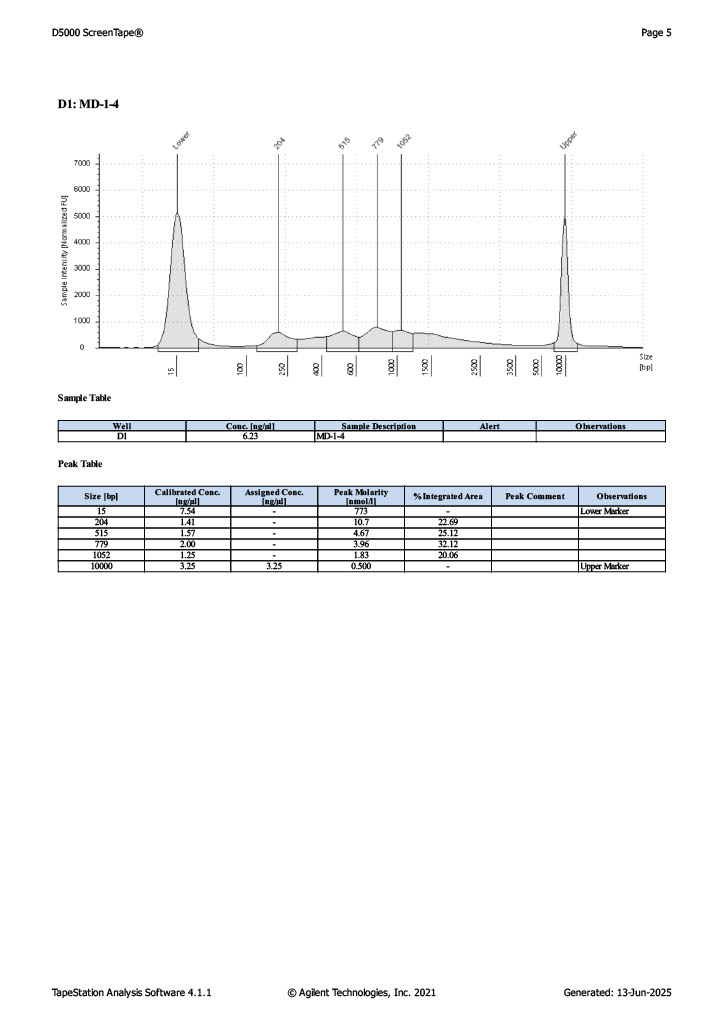 D5000 ScreenTape® Page 5
D1: MD-1-4
Lower 204 515 779 1052 Upper
Sample Intensity [Normalized FU]
7000
6000
5000
4000
3000
2000
1000
0
15 100 250 400 600 1000 1500 2500 3500 5000 10000 Size [bp]
Sample Table
Well Conc. [ng/µl] Sample Description Alert Observations
D1 6.23 MD-1-4
Peak Table
Size [bp] Calibrated Conc. [ng/µl] Assigned Conc. [ng/µl] Peak Molarity [nmol/l] % Integrated Area Peak Comment Observations
15 7.54 - 773 - Lower Marker
204 1.41 - 10.7 22.69
515 1.57 - 4.67 25.12
779 2.00 - 3.96 32.12
1052 1.25 - 1.83 20.06
10000 3.25 3.25 0.500 - Upper Marker
TapeStation Analysis Software 4.1.1 © Agilent Technologies, Inc. 2021 Generated: 13-Jun-2025